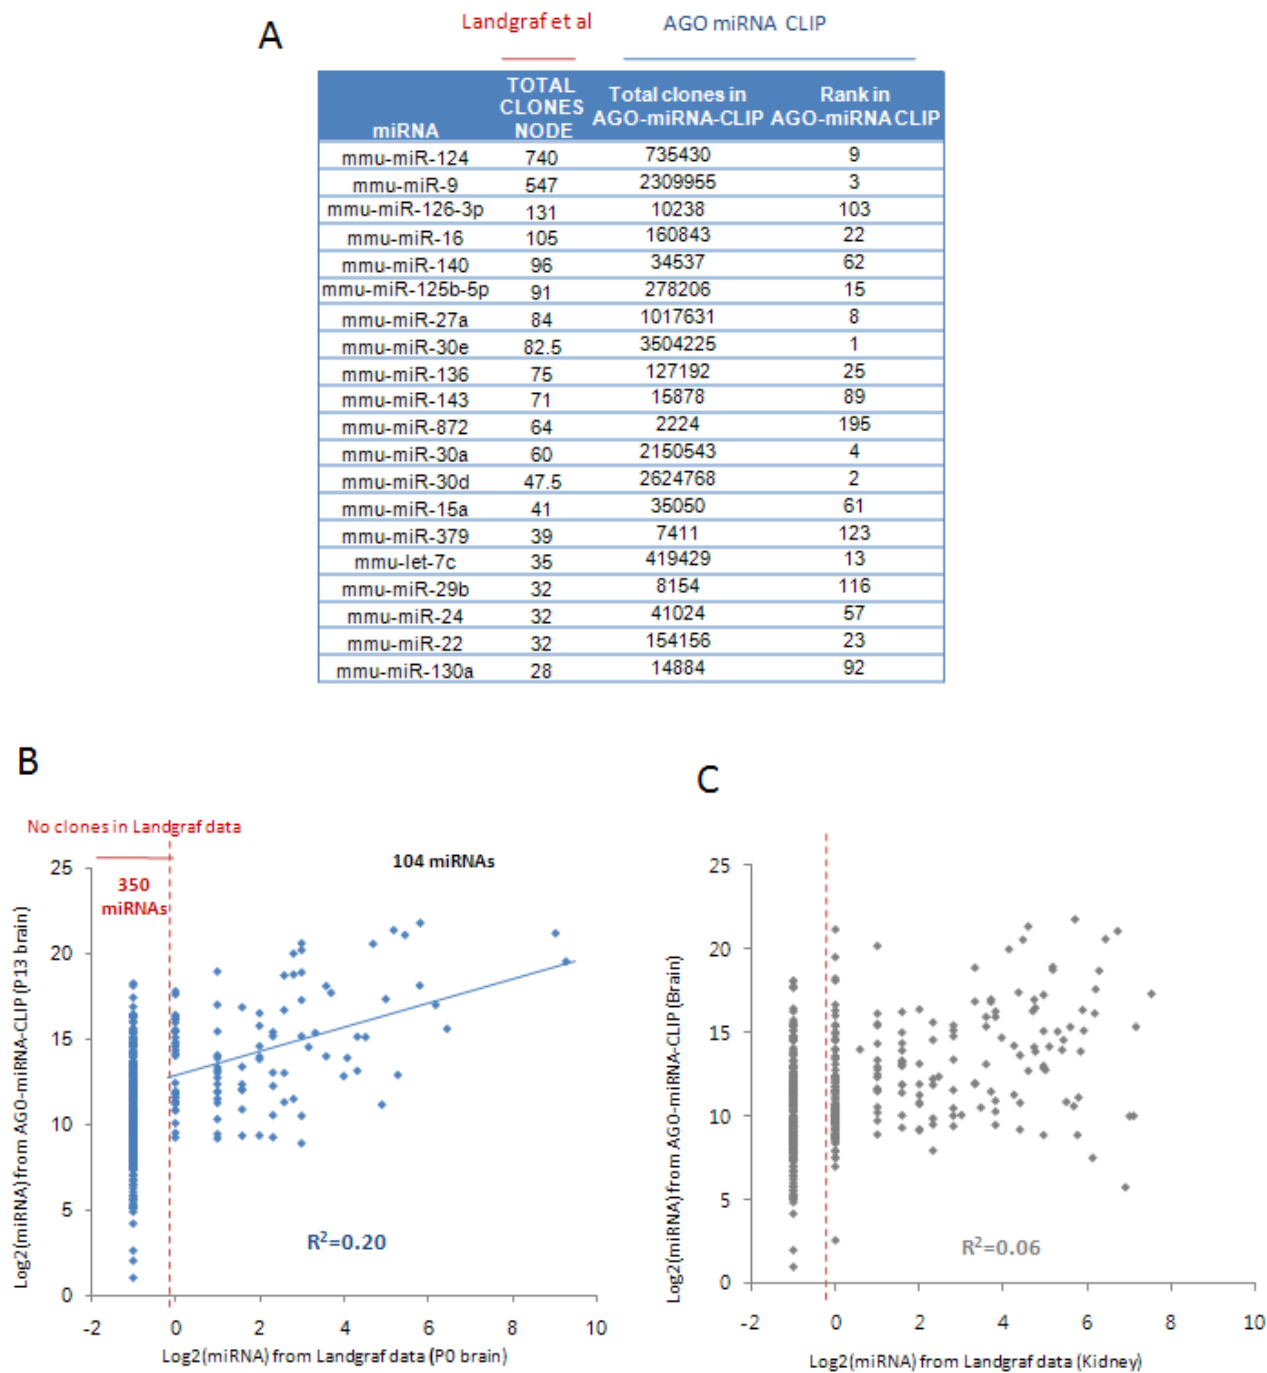 A
Landgraf et al AGO miRNA CLIP
miRNA TOTAL CLONES NODE Total clones in AGO-miRNA-CLIP Rank in AGO-miRNA CLIP
mmu-miR-124 740 735430 9
mmu-miR-9 547 2309955 3
mmu-miR-126-3p 131 10238 103
mmu-miR-16 105 160843 22
mmu-miR-140 96 34537 62
mmu-miR-125b-5p 91 278206 15
mmu-miR-27a 84 1017631 8
mmu-miR-30e 82.5 3504225 1
mmu-miR-136 75 127192 25
mmu-miR-143 71 15878 89
mmu-miR-872 64 2224 195
mmu-miR-30a 60 2150543 4
mmu-miR-30d 47.5 2624768 2
mmu-miR-15a 41 35050 61
mmu-miR-379 39 7411 123
mmu-let-7c 35 419429 13
mmu-miR-29b 32 8154 116
mmu-miR-24 32 41024 57
mmu-miR-22 32 154156 23
mmu-miR-130a 28 14884 92
B
No clones in Landgraf data
350
miRNAs
104 miRNAs
Log2(miRNA) from AGO-miRNA-CLIP (P13 brain)
25
20
15
10
5
0
R²=0.20
-2 0 2 4 6 8 10
Log2(miRNA) from Landgraf data (P0 brain)
C
Log2(miRNA) from AGO-miRNA-CLIP (Brain)
25
20
15
10
5
0
R²=0.06
-2 0 2 4 6 8 10
Log2(miRNA) from Landgraf data (Kidney)